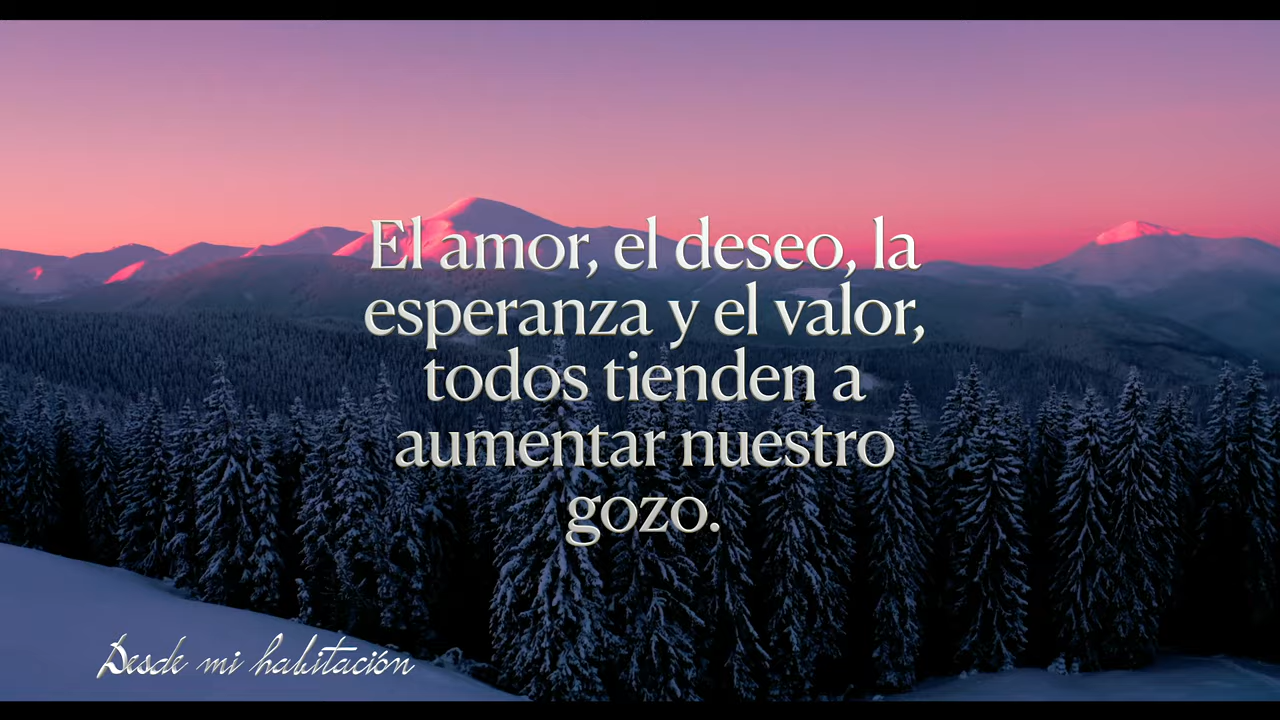 El amor, el deseo, la
esperanza y el valor,
todos tienden a
aumentar nuestro
gozo.
Desde mi habitación